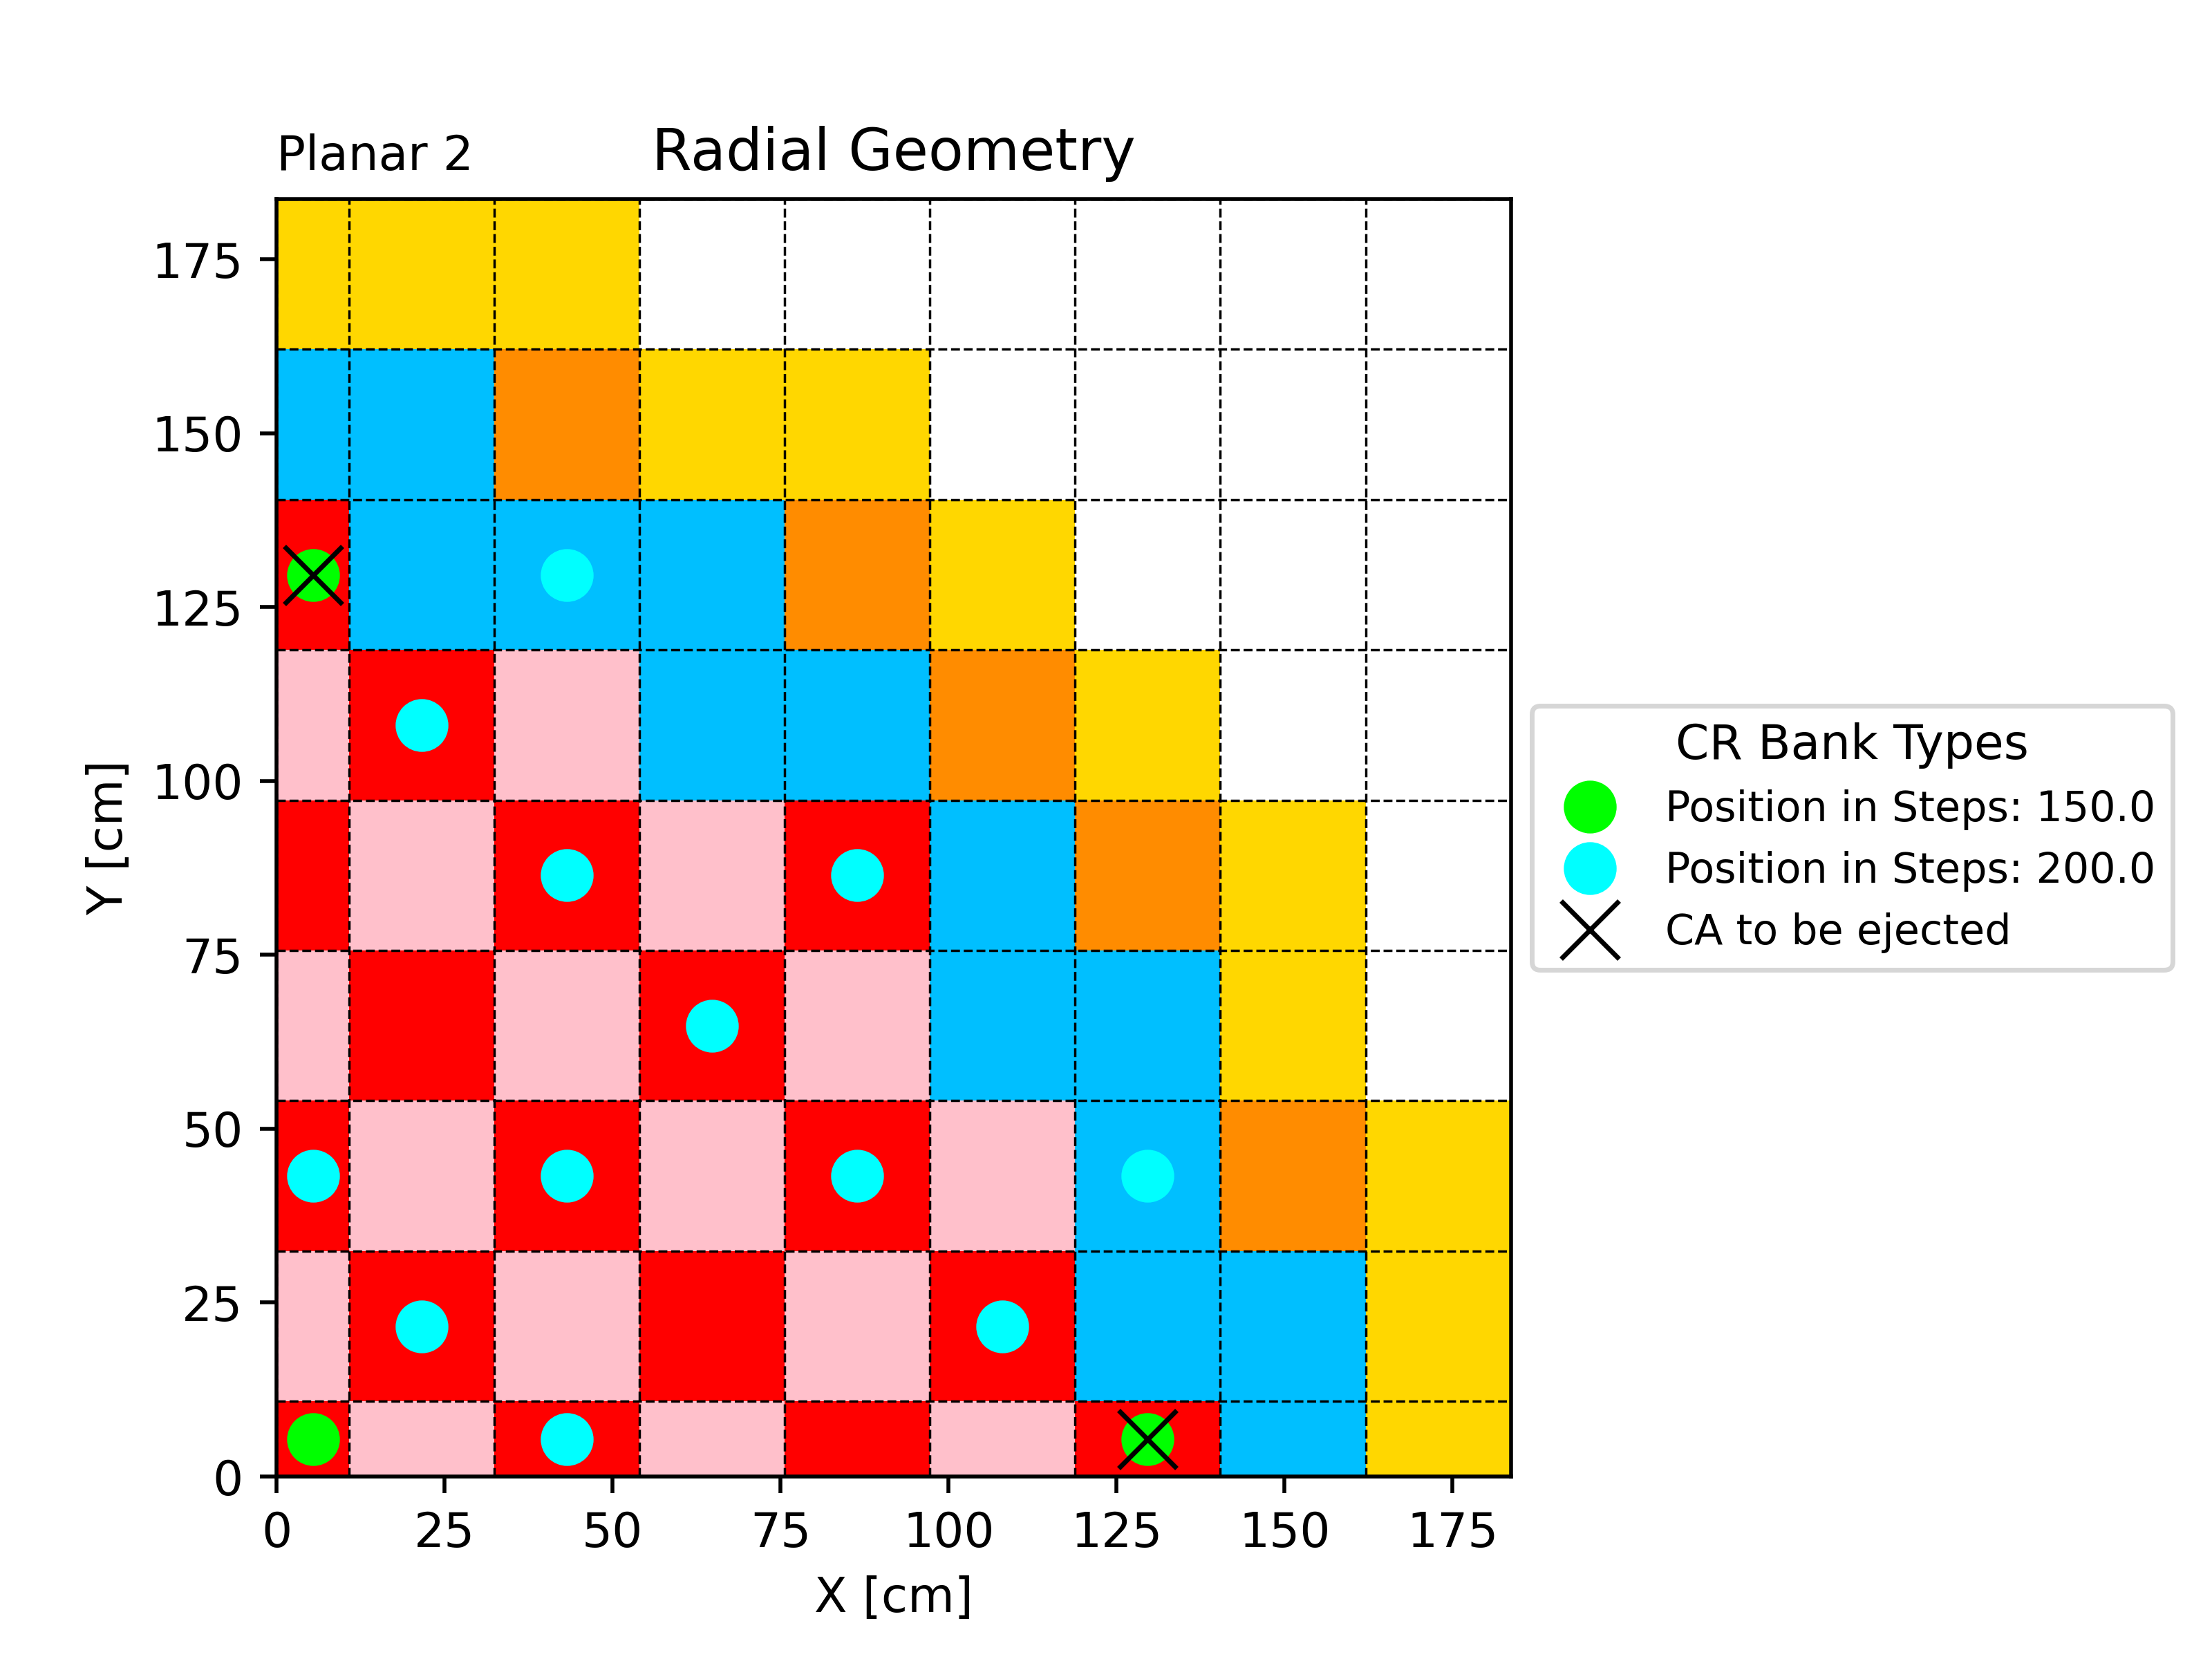 Planar 2
Radial Geometry
175
150
125
100
75
50
25
0
Y [cm]
0 25 50 75 100 125 150 175
X [cm]
CR Bank Types
Position in Steps: 150.0
Position in Steps: 200.0
CA to be ejected